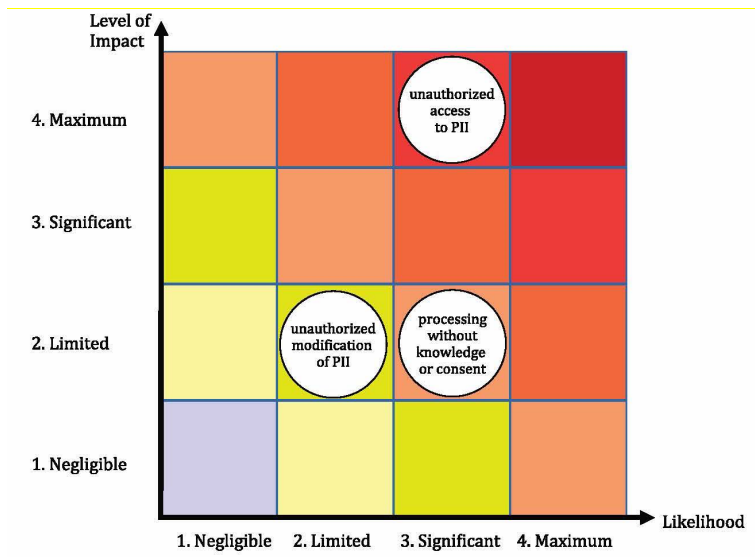 Level of
Impact
4. Maximum
unauthorized
access
to PII
3. Significant
2. Limited
unauthorized
modification
of PII
processing
without
knowledge
or consent
1. Negligible
Likelihood
1. Negligible 2. Limited 3. Significant 4. Maximum